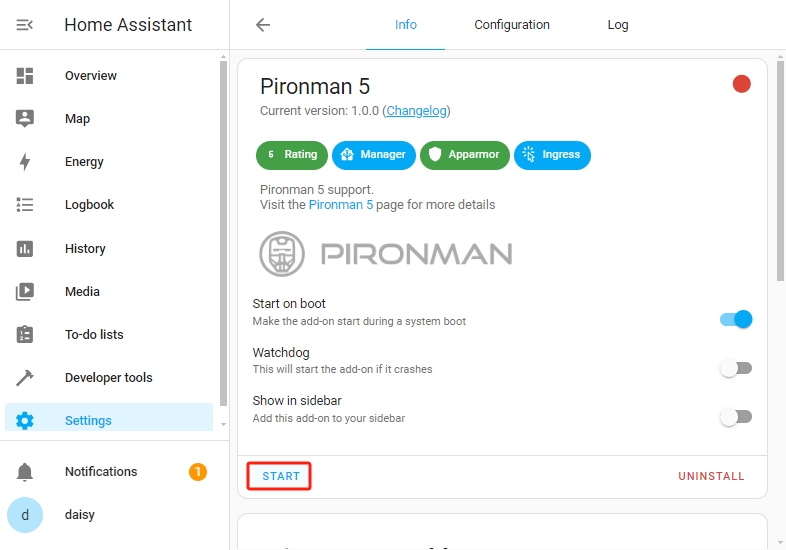 Home Assistant
Overview
Map
Energy
Logbook
History
Media
To-do lists
Developer tools
Settings
Notifications
1
d
daisy
Info
Configuration
Log
Pironman 5
Current version: 1.0.0 (Changelog)
5 Rating
Manager
Apparmor
Ingress
Pironman 5 support.
Visit the Pironman 5 page for more details
PIRONMAN
Start on boot
Make the add-on start during a system boot
Watchdog
This will start the add-on if it crashes
Show in sidebar
Add this add-on to your sidebar
START
UNINSTALL